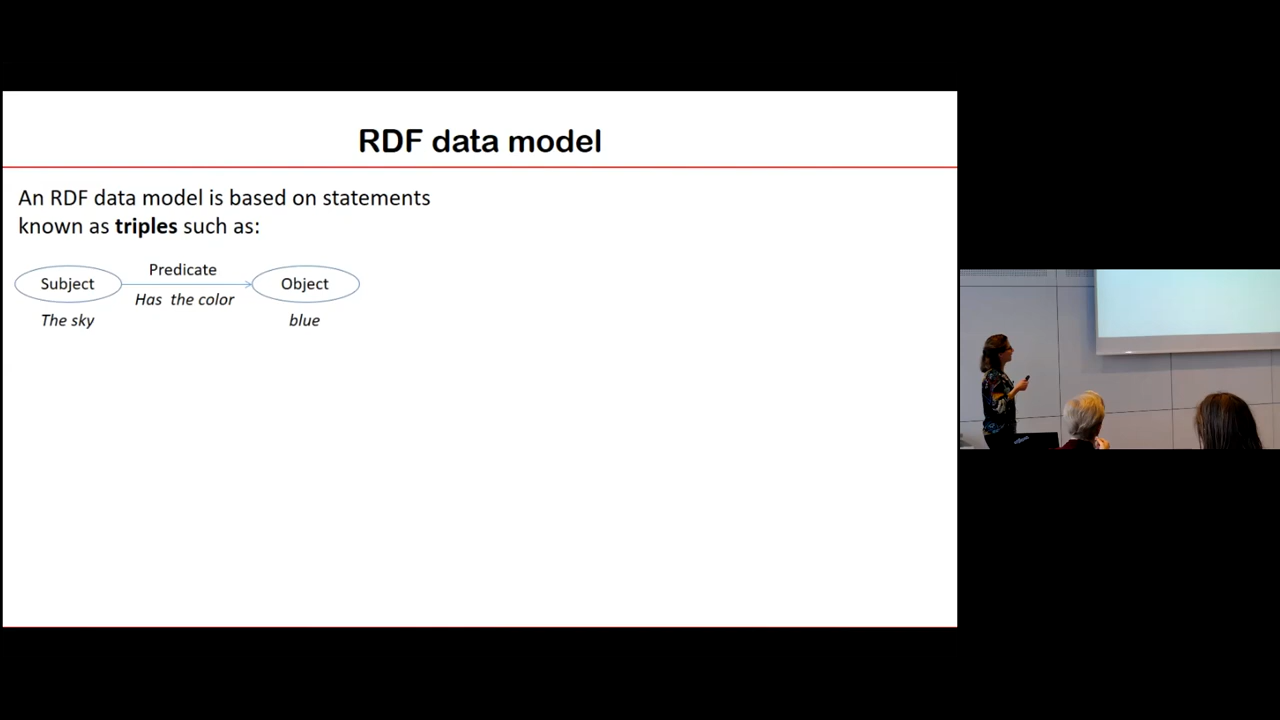 RDF data model
An RDF data model is based on statements
known as triples such as:
Predicate
Subject
Object
Has the color
The sky
blue